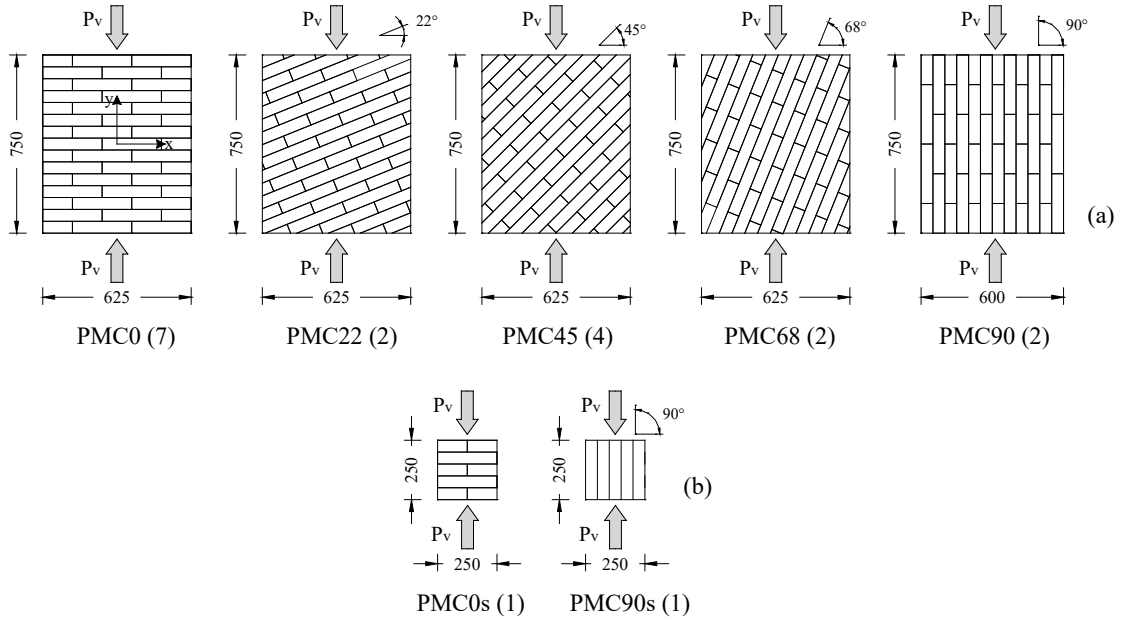 Pv Pv Pv Pv Pv
22° 45° 68° 90°
y
x
750 750 750 750 750
(a)
Pv Pv Pv Pv Pv
625 625 625 625 600
PMC0 (7) PMC22 (2) PMC45 (4) PMC68 (2) PMC90 (2)
Pv Pv 90°
250 250
(b)
Pv Pv
250 250
PMC0s (1) PMC90s (1)